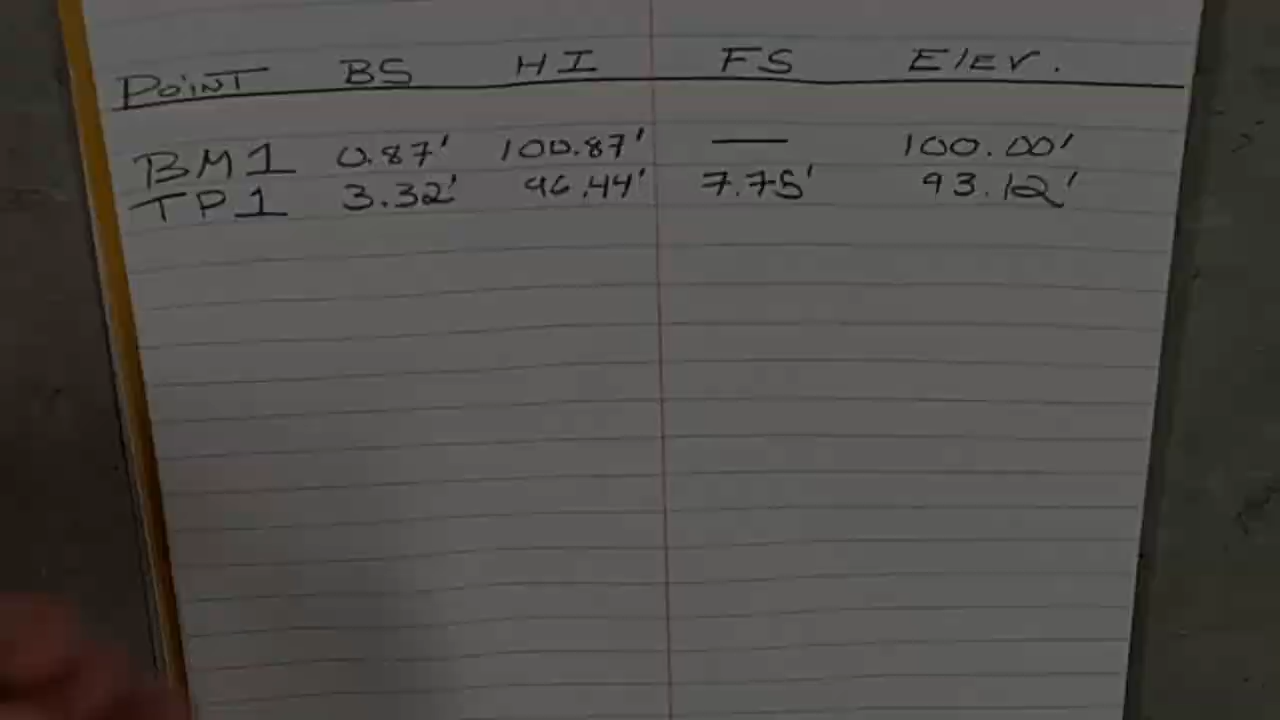 Point BS HI FS Elev.
BM1 0.87' 100.87' — 100.00'
TP1 3.32' 96.44' 7.75' 93.12'